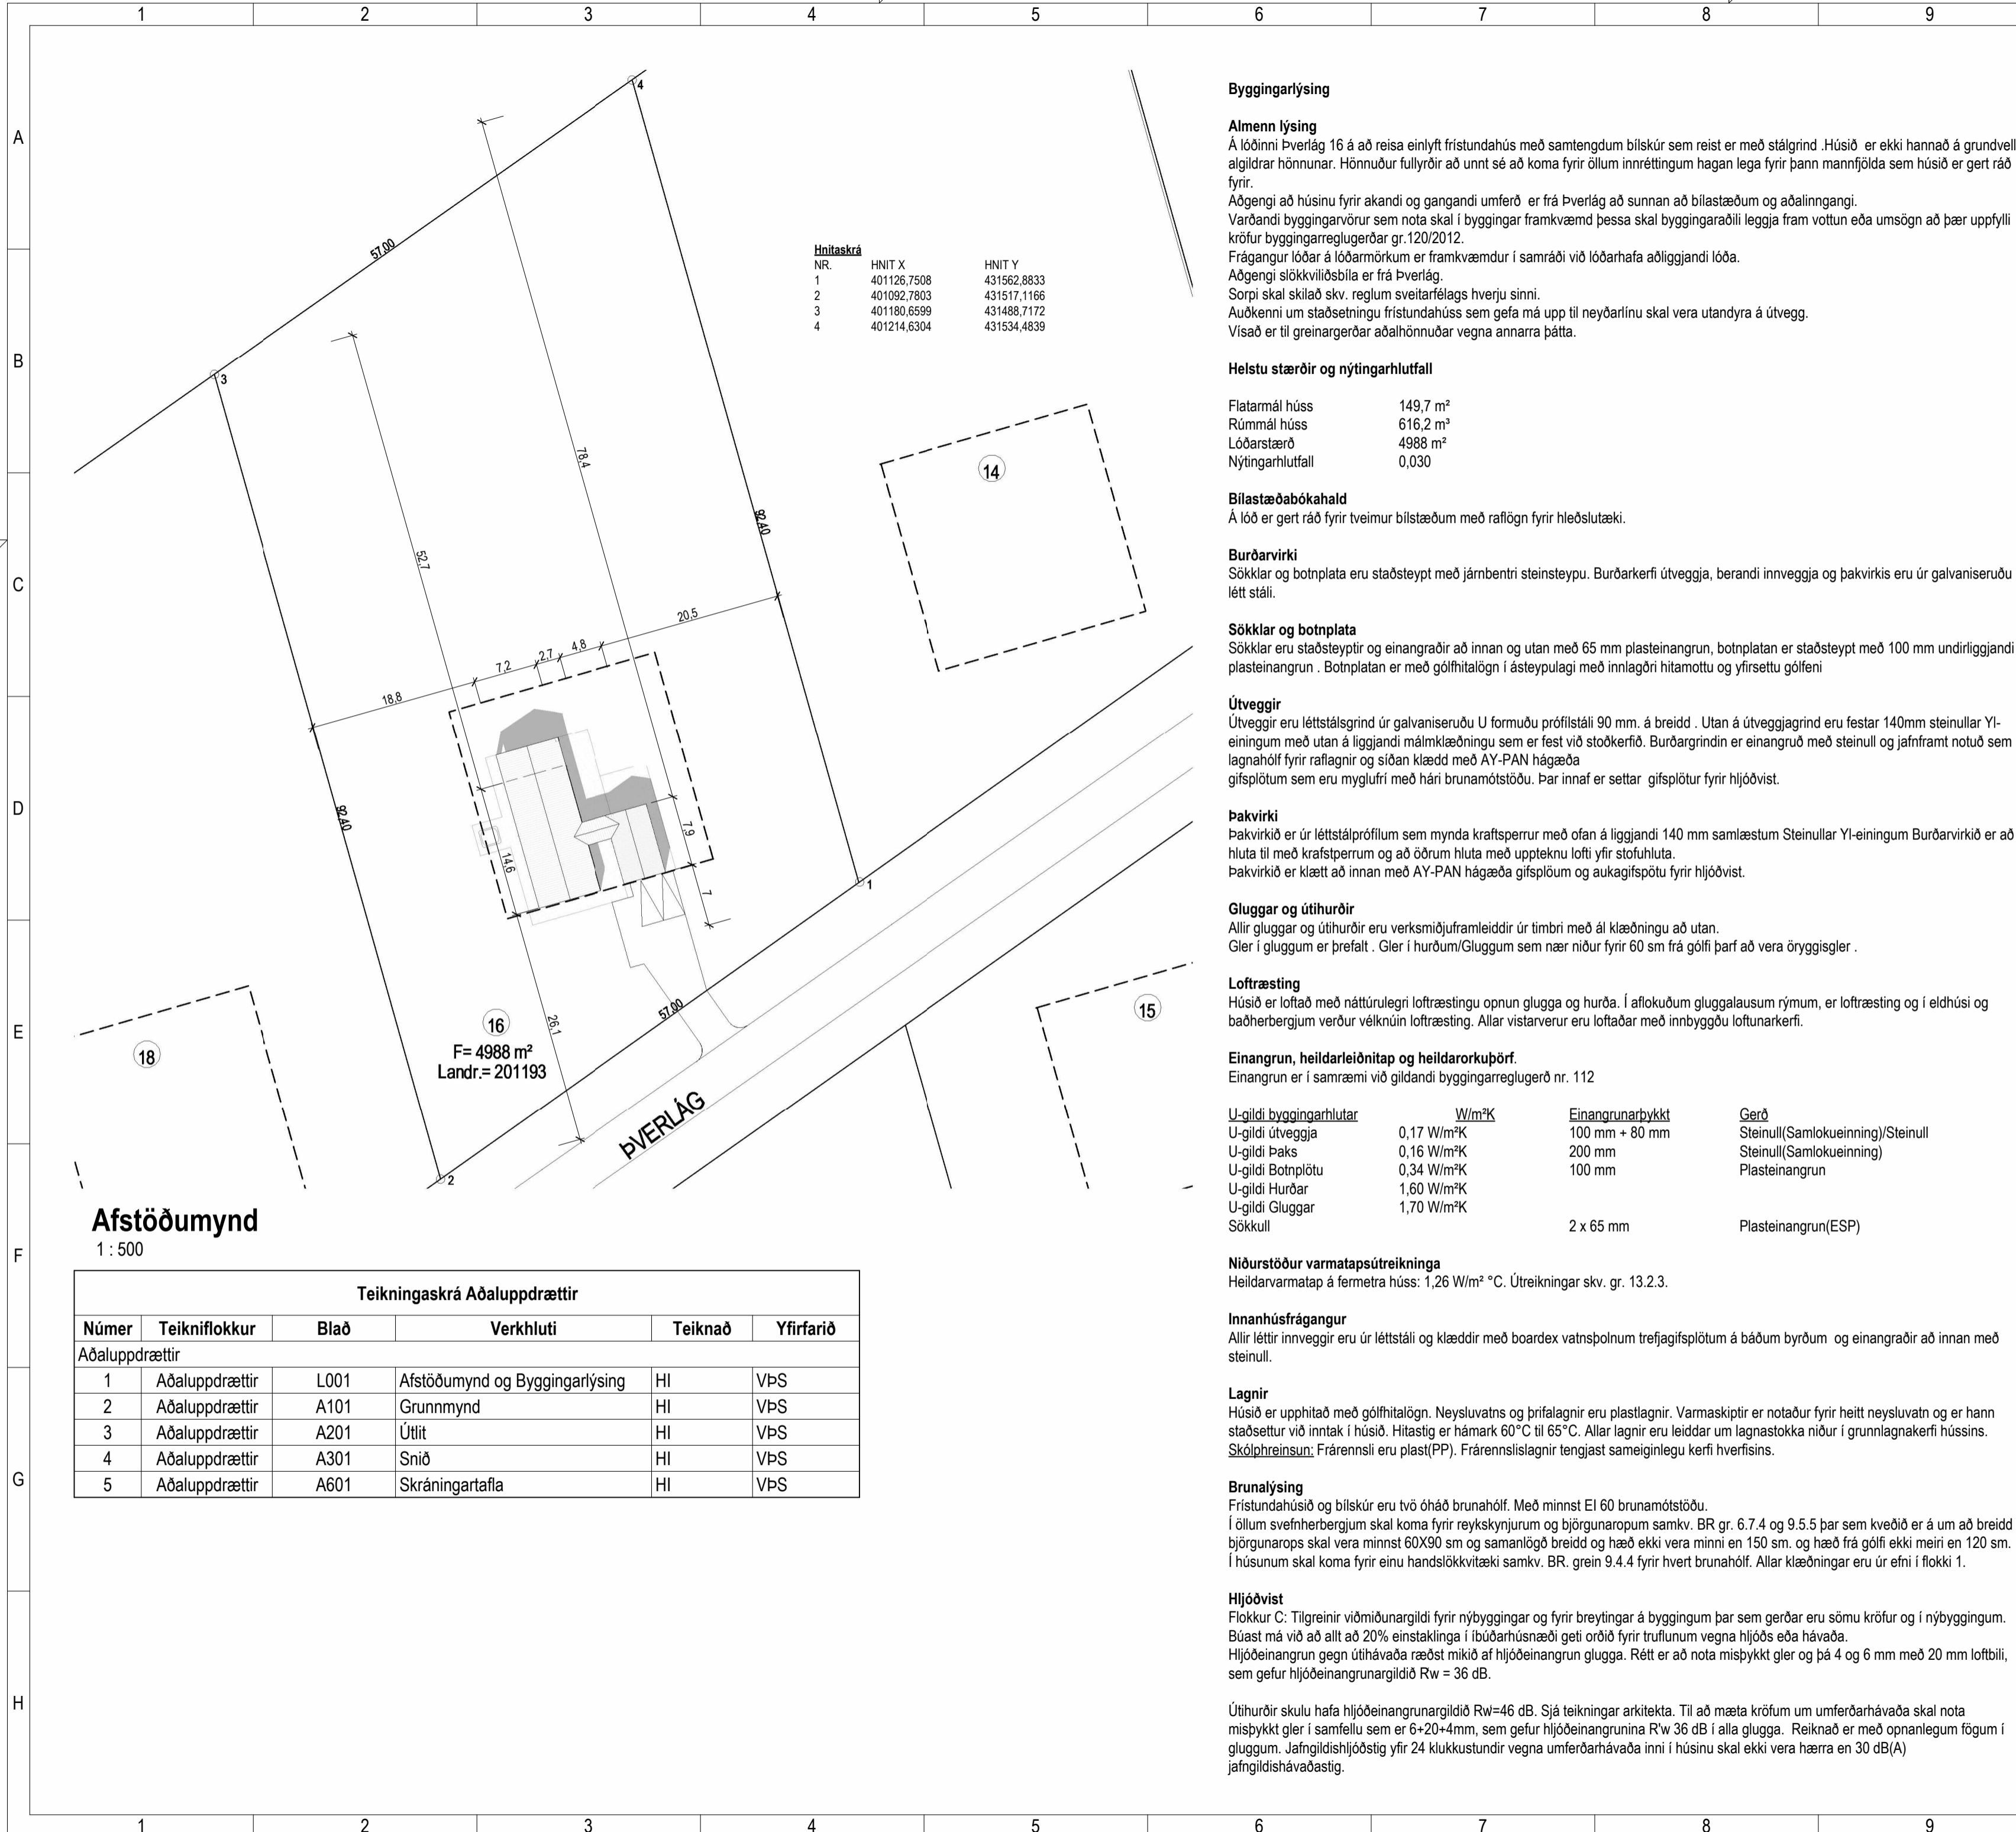 1 2 3 4 5 6 7 8 9
A
B
C
D
E
F
G
H
4
57,00
3
78,4
52,7
92,40
20,5
4,8
2,7
7,2
18,8
92,40
14,6
7,9
7
1
57,00
26,1
2
14
15
16
F= 4988 m²
Landr.= 201193
18
ÞVERLÁG
Hnitaskrá
NR. HNIT X HNIT Y
1 401126,7508 431562,8833
2 401092,7803 431517,1166
3 401180,6599 431488,7172
4 401214,6304 431534,4839
Afstöðumynd
1 : 500
Teikningaskrá Aðaluppdrættir
Númer Teikniflokkur Blað Verkhluti Teiknað Yfirfarið
Aðaluppdrættir
1 Aðaluppdrættir L001 Afstöðumynd og Byggingarlýsing HI VÞS
2 Aðaluppdrættir A101 Grunnmynd HI VÞS
3 Aðaluppdrættir A201 Útlit HI VÞS
4 Aðaluppdrættir A301 Snið HI VÞS
5 Aðaluppdrættir A601 Skráningartafla HI VÞS
Byggingarlýsing
Almenn lýsing
Á lóðinni Þverlág 16 á að reisa einlyft frístundahús með samtengdum bílskúr sem reist er með stálgrind .Húsið er ekki hannað á grundvell
algildrar hönnunar. Hönnuður fullyrðir að unnt sé að koma fyrir öllum innréttingum hagan lega fyrir þann mannfjölda sem húsið er gert ráð
fyrir.
Aðgengi að húsinu fyrir akandi og gangandi umferð er frá Þverlág að sunnan að bílastæðum og aðalinngangi.
Varðandi byggingarvörur sem nota skal í byggingar framkvæmd þessa skal byggingaraðili leggja fram vottun eða umsögn að þær uppfylli
kröfur byggingarreglugerðar gr.120/2012.
Frágangur lóðar á lóðarmörkum er framkvæmdur í samráði við lóðarhafa aðliggjandi lóða.
Aðgengi slökkviliðsbíla er frá Þverlág.
Sorpi skal skilað skv. reglum sveitarfélags hverju sinni.
Auðkenni um staðsetningu frístundahúss sem gefa má upp til neyðarlínu skal vera utandyra á útvegg.
Vísað er til greinargerðar aðalhönnuðar vegna annarra þátta.
Helstu stærðir og nýtingarhlutfall
Flatarmál húss 149,7 m²
Rúmmál húss 616,2 m³
Lóðarstærð 4988 m²
Nýtingarhlutfall 0,030
Bílastæðabókahald
Á lóð er gert ráð fyrir tveimur bílstæðum með raflögn fyrir hleðslutæki.
Burðarvirki
Sökklar og botnplata eru staðsteypt með járnbentri steinsteypu. Burðarkerfi útveggja, berandi innveggja og þakvirkis eru úr galvaniseruðu
létt stáli.
Sökklar og botnplata
Sökklar eru staðsteyptir og einangraðir að innan og utan með 65 mm plasteinangrun, botnplatan er staðsteypt með 100 mm undirliggjandi
plasteinangrun . Botnplatan er með gólfhitalögn í ásteypulagi með innlagðri hitamottu og yfirsettu gólfeni
Útveggir
Útveggir eru léttstálsgrind úr galvaniseruðu U formuðu prófílstáli 90 mm. á breidd . Utan á útveggjagrind eru festar 140mm steinullar Yl-
einingum með utan á liggjandi málmklæðningu sem er fest við stoðkerfið. Burðargrindin er einangruð með steinull og jafnframt notuð sem
lagnahólf fyrir raflagnir og síðan klædd með AY-PAN hágæða
gifsplötum sem eru myglufrí með hári brunamótstöðu. Þar innaf er settar gifsplötur fyrir hljóðvist.
Þakvirki
Þakvirkið er úr léttstálprófílum sem mynda kraftsperrur með ofan á liggjandi 140 mm samlæstum Steinullar Yl-einingum Burðarvirkið er að
hluta til með krafstperrum og að öðrum hluta með uppteknu lofti yfir stofuhluta.
Þakvirkið er klætt að innan með AY-PAN hágæða gifsplöum og aukagifspötu fyrir hljóðvist.
Gluggar og útihurðir
Allir gluggar og útihurðir eru verksmiðjuframleiddir úr timbri með ál klæðningu að utan.
Gler í gluggum er þrefalt . Gler í hurðum/Gluggum sem nær niður fyrir 60 sm frá gólfi þarf að vera öryggisgler .
Loftræsting
Húsið er loftað með náttúrulegri loftræstingu opnun glugga og hurða. Í aflokuðum gluggalausum rýmum, er loftræsting og í eldhúsi og
baðherbergjum verður vélknúin loftræsting. Allar vistarverur eru loftaðar með innbyggðu loftunarkerfi.
Einangrun, heildarleiðnitap og heildarorkuþörf.
Einangrun er í samræmi við gildandi byggingarreglugerð nr. 112
U-gildi byggingarhlutar W/m²K Einangrunarþykkt Gerð
U-gildi útveggja 0,17 W/m²K 100 mm + 80 mm Steinull(Samlokueinning)/Steinull
U-gildi Þaks 0,16 W/m²K 200 mm Steinull(Samlokueinning)
U-gildi Botnplötu 0,34 W/m²K 100 mm Plasteinangrun
U-gildi Hurðar 1,60 W/m²K
U-gildi Gluggar 1,70 W/m²K
Sökkull 2 x 65 mm Plasteinangrun(ESP)
Niðurstöður varmatapsútreikninga
Heildarvarmatap á fermetra húss: 1,26 W/m² °C. Útreikningar skv. gr. 13.2.3.
Innanhúsfrágangur
Allir léttir innveggir eru úr léttstáli og klæddir með boardex vatnspolnum trefjagifsplötum á báðum byrðum og einangraðir að innan með
steinull.
Lagnir
Húsið er upphitað með gólfhitalögn. Neysluvatns og þrifalagnir eru plastlagnir. Varmaskiptir er notaður fyrir heitt neysluvatn og er hann
staðsettur við inntak í húsið. Hitastig er hámark 60°C til 65°C. Allar lagnir eru leiddar um lagnastokka niður í grunnlagnakerfi hússins.
Skólphreinsun: Frárennsli eru plast(PP). Frárennslislagnir tengjast sameiginlegu kerfi hverfisins.
Brunalýsing
Frístundahúsið og bílskúr eru tvö óháð brunahólf. Með minnst EI 60 brunamótstöðu.
Í öllum svefnherbergjum skal koma fyrir reykskynjurum og björgunaropum samkv. BR gr. 6.7.4 og 9.5.5 þar sem kveðið er á um að breidd
björgunarops skal vera minnst 60X90 sm og samanlögð breidd og hæð ekki vera minni en 150 sm. og hæð frá gólfi ekki meiri en 120 sm.
Í húsunum skal koma fyrir einu handslökkvitæki samkv. BR. grein 9.4.4 fyrir hvert brunahólf. Allar klæðningar eru úr efni í flokki 1.
Hljóðvist
Flokkur C: Tilgreinir viðmiðunargildi fyrir nýbyggingar og fyrir breytingar á byggingum þar sem gerðar eru sömu kröfur og í nýbyggingum.
Búast má við að allt að 20% einstaklinga í íbúðarhúsnæði geti orðið fyrir truflunum vegna hljóðs eða hávaða.
Hljóðeinangrun gegn útihávaða ræðst mikið af hljóðeinangrun glugga. Rétt er að nota misþykkt gler og þá 4 og 6 mm með 20 mm loftbili,
sem gefur hljóðeinangrunargildið Rw = 36 dB.
Útihurðir skulu hafa hljóðeinangrunargildið Rw=46 dB. Sjá teikningar arkitekta. Til að mæta kröfum um umferðarhávaða skal nota
misþykkt gler í samfellu sem er 6+20+4mm, sem gefur hljóðeinangrunina R'w 36 dB í alla glugga. Reiknað er með opnanlegum fögum í
gluggum. Jafngildishljóðstig yfir 24 klukkustundir vegna umferðarhávaða inni í húsinu skal ekki vera hærra en 30 dB(A)
jafngildishávaðastig.
1 2 3 4 5 6 7 8 9